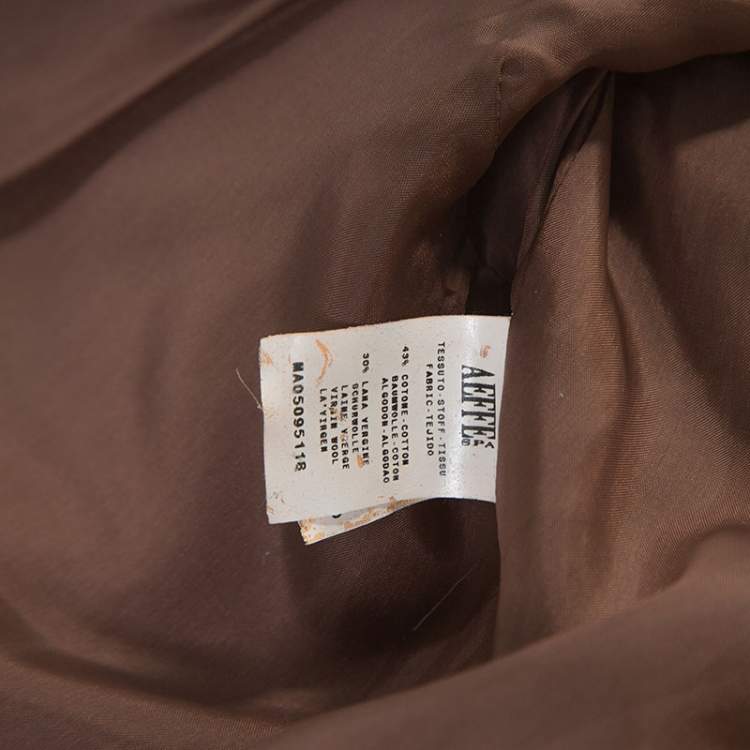 AEFFE SPA
TESSUTO-STOFF-TISSU
FABRIC-TEJIDO
43% COTONE-COTTON
BAUMWOLLE-COTON
ALGODON-ALGODAO
30% LANA VERGINE
SCHURWOLLE
LAINE VIERGE
VIRGIN WOOL
LA'VIRGEN
MA05095118